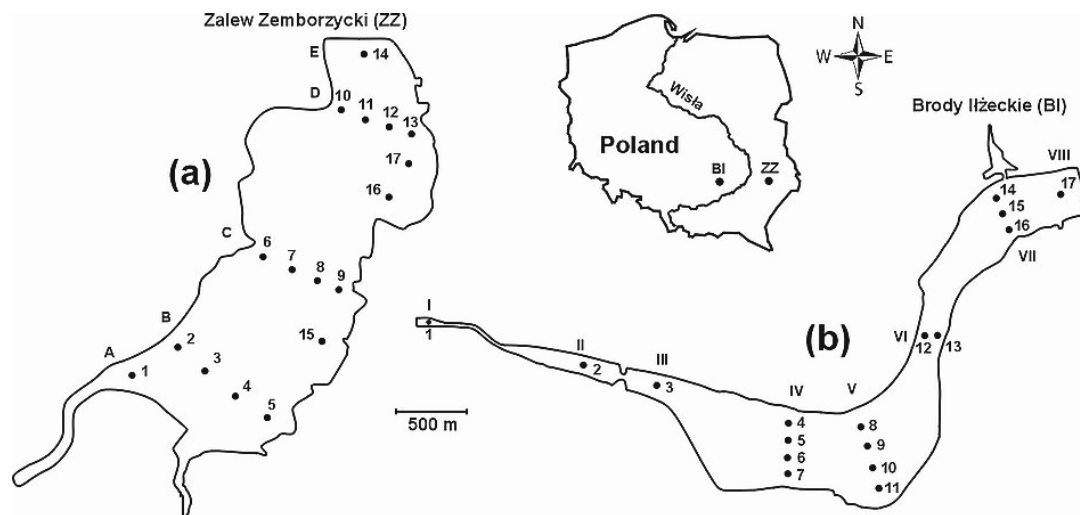 Zalew Zemborzycki (ZZ)
E
14
D
10
11
12
13
17
16
(a)
C
6
7
8
9
B
2
A
1
3
15
4
5
500 m
N
W
E
S
Wisła
Poland
BI
ZZ
Brody Iłżeckie (BI)
VIII
14
17
15
16
VII
I
1
II
2
III
3
VI
12
13
(b)
IV
V
4
8
5
9
6
10
7
11